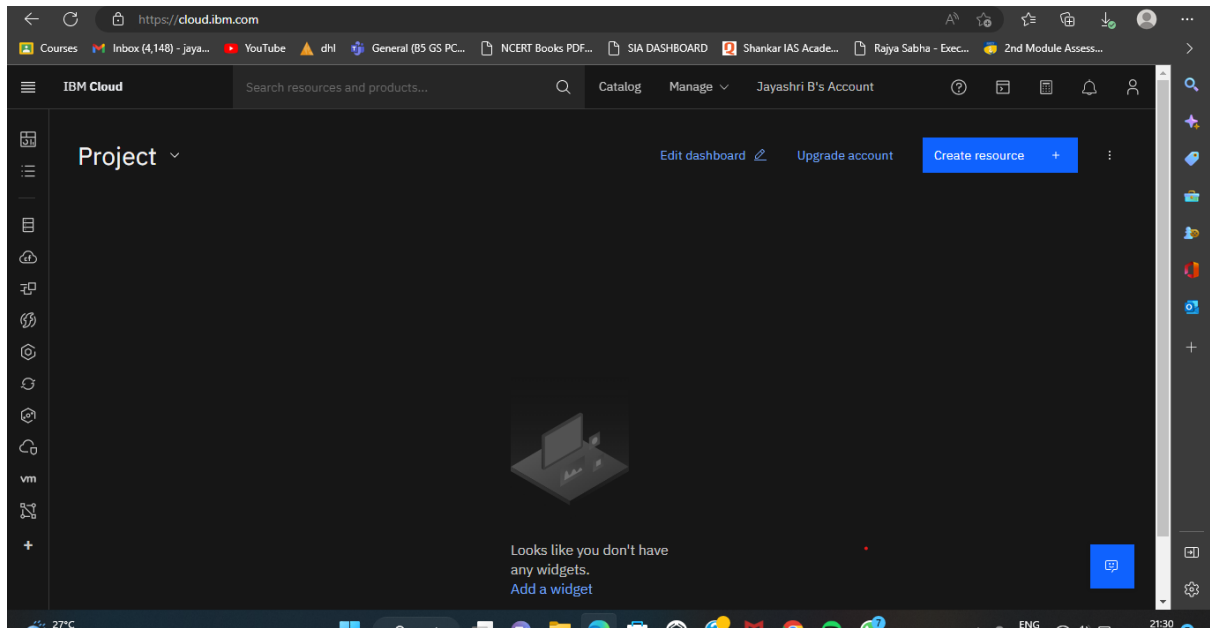 https://cloud.ibm.com
Courses Inbox (4,148) - jaya... YouTube dhl General (B5 GS PC... NCERT Books PDF... SIA DASHBOARD Shankar IAS Acade... Rajya Sabha - Exec... 2nd Module Assess...
IBM Cloud Search resources and products... Catalog Manage Jayashri B's Account
Project Edit dashboard Upgrade account Create resource +
vm
Looks like you don't have
any widgets.
Add a widget
27°C ENG 21:30